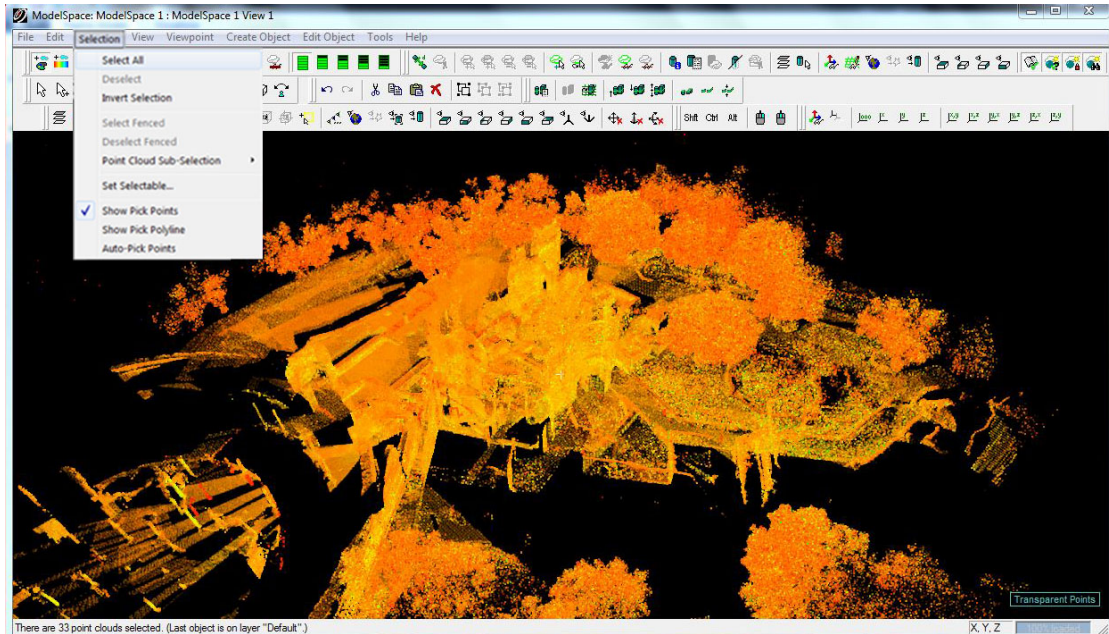 ModelSpace: ModelSpace 1 : ModelSpace 1 View 1
File Edit Selection View Viewpoint Create Object Edit Object Tools Help
Select All
Deselect
Invert Selection
Select Fenced
Deselect Fenced
Point Cloud Sub-Selection
Set Selectable...
Show Pick Points
Show Pick Polyline
Auto-Pick Points
Shft Ctrl Alt
Transparent Points
There are 33 point clouds selected. (Last object is on layer "Default".)
X, Y, Z 100% loaded